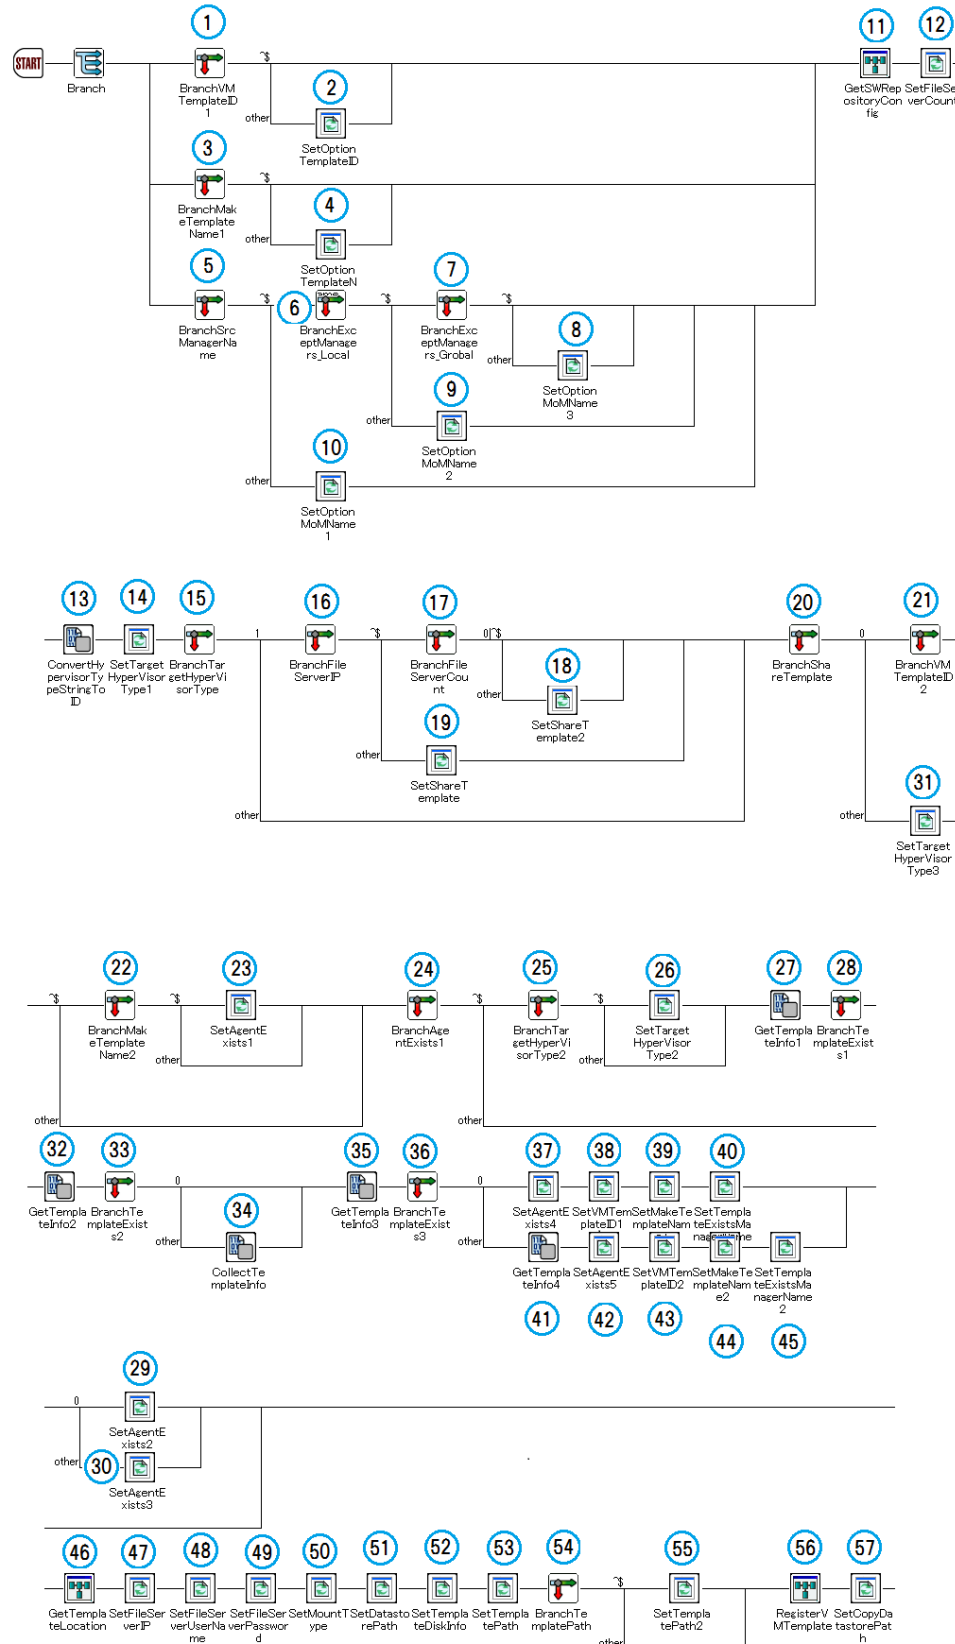 1
11
12
START
^$
Branch
BranchVM
TemplateID
1
2
GetSWRep
ositoryCon
fig
SetFileSe
verCount
other
SetOption
TemplateID
3
^$
4
BranchMak
eTemplate
Name1
other
SetOption
TemplateN
5
7
^$
6
^$
^$
BranchSrc
ManagerNa
me
BranchExc
eptManage
rs_Local
BranchExc
eptManage
rs_Grobal
8
other
SetOption
MoMName
3
9
other
SetOption
MoMName
2
10
other
SetOption
MoMName
1
13
14
15
16
17
20
21
1
^$
0|^$
0
ConvertHy
pervisorTy
peStringTo
ID
SetTarget
HyperVisor
Type1
BranchTar
getHyperVi
sorType
BranchFile
ServerIP
BranchFile
ServerCou
nt
18
BranchSha
reTemplate
BranchVM
TemplateID
2
other
SetShareT
emplate2
19
other
SetShareT
emplate
31
other
other
SetTarget
HyperVisor
Type3
22
23
24
25
26
27
28
^$
^$
^$
^$
BranchMak
eTemplate
Name2
SetAgentE
xists1
BranchAge
ntExists1
BranchTar
getHyperVi
sorType2
SetTarget
HyperVisor
Type2
GetTempla
teInfo1
BranchTe
mplateExist
s1
other
other
other
other
32
33
35
36
37
38
39
40
0
0
34
GetTempla
teInfo2
BranchTe
mplateExist
s2
GetTempla
teInfo3
BranchTe
mplateExist
s3
SetAgentE
xists4
SetVMTem
plateID1
SetMakeTe
mplateNam
SetTempla
teExistsMa
nagerName
other
other
CollectTe
mplateInfo
GetTempla
teInfo4
SetAgentE
xists5
SetVMTem
plateID2
SetMakeTe
mplateNam
e2
SetTempla
teExistsMa
nagerName
2
41
42
43
44
45
29
0
SetAgentE
xists2
other
30
SetAgentE
xists3
46
47
48
49
50
51
52
53
54
55
56
57
^$
GetTempla
teLocation
SetFileSer
verIP
SetFileSer
verUserNa
me
SetFileSer
verPasswor
d
SetMountT
ype
SetDatasto
rePath
SetTempla
teDiskInfo
SetTempla
tePath
BranchTe
mplatePath
SetTempla
tePath2
RegisterV
MTemplate
SetCopyDa
tastorePat
h
other